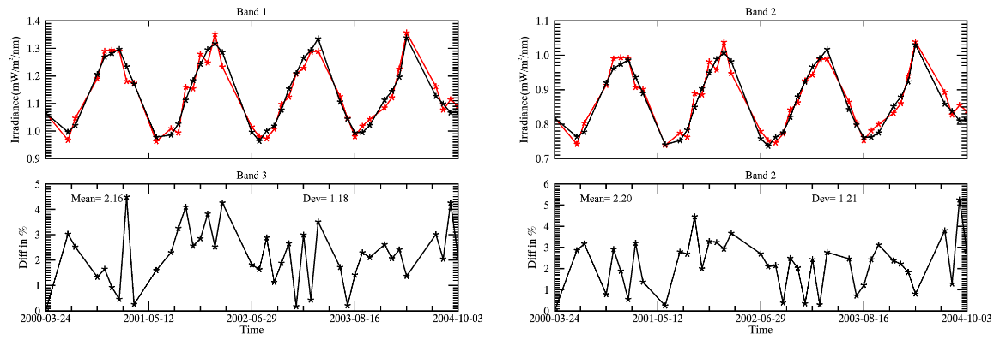 Band 1
Irradiance(mW/m²/nm)
1.4
1.3
1.2
1.1
1.0
0.9
Band 2
Irradiance(mW/m²/nm)
1.1
1.0
0.9
0.8
0.7
Band 3
Mean= 2.16
Dev= 1.18
Diff in %
5
4
3
2
1
0
2000-03-24 2001-05-12 2002-06-29 2003-08-16 2004-10-03
Time
Band 2
Mean= 2.20
Dev= 1.21
Diff in %
6
5
4
3
2
1
0
2000-03-24 2001-05-12 2002-06-29 2003-08-16 2004-10-03
Time